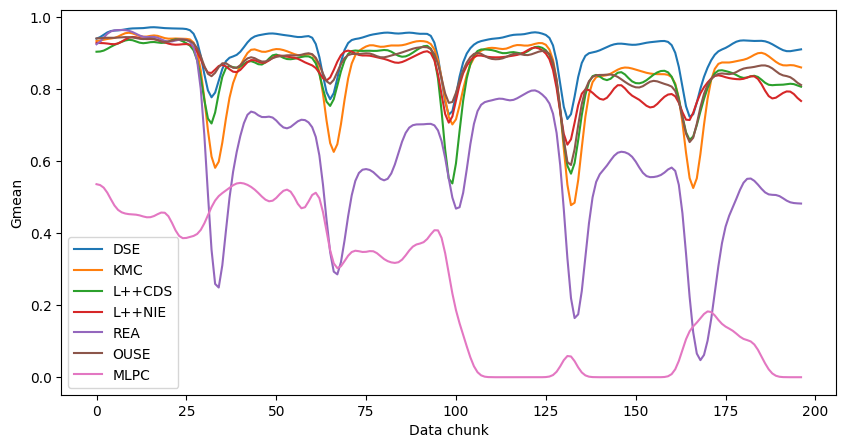 1.0
0.8
0.6
0.4
0.2
0.0
Gmean
DSE
KMC
L++CDS
L++NIE
REA
OUSE
MLPC
0 25 50 75 100 125 150 175 200
Data chunk